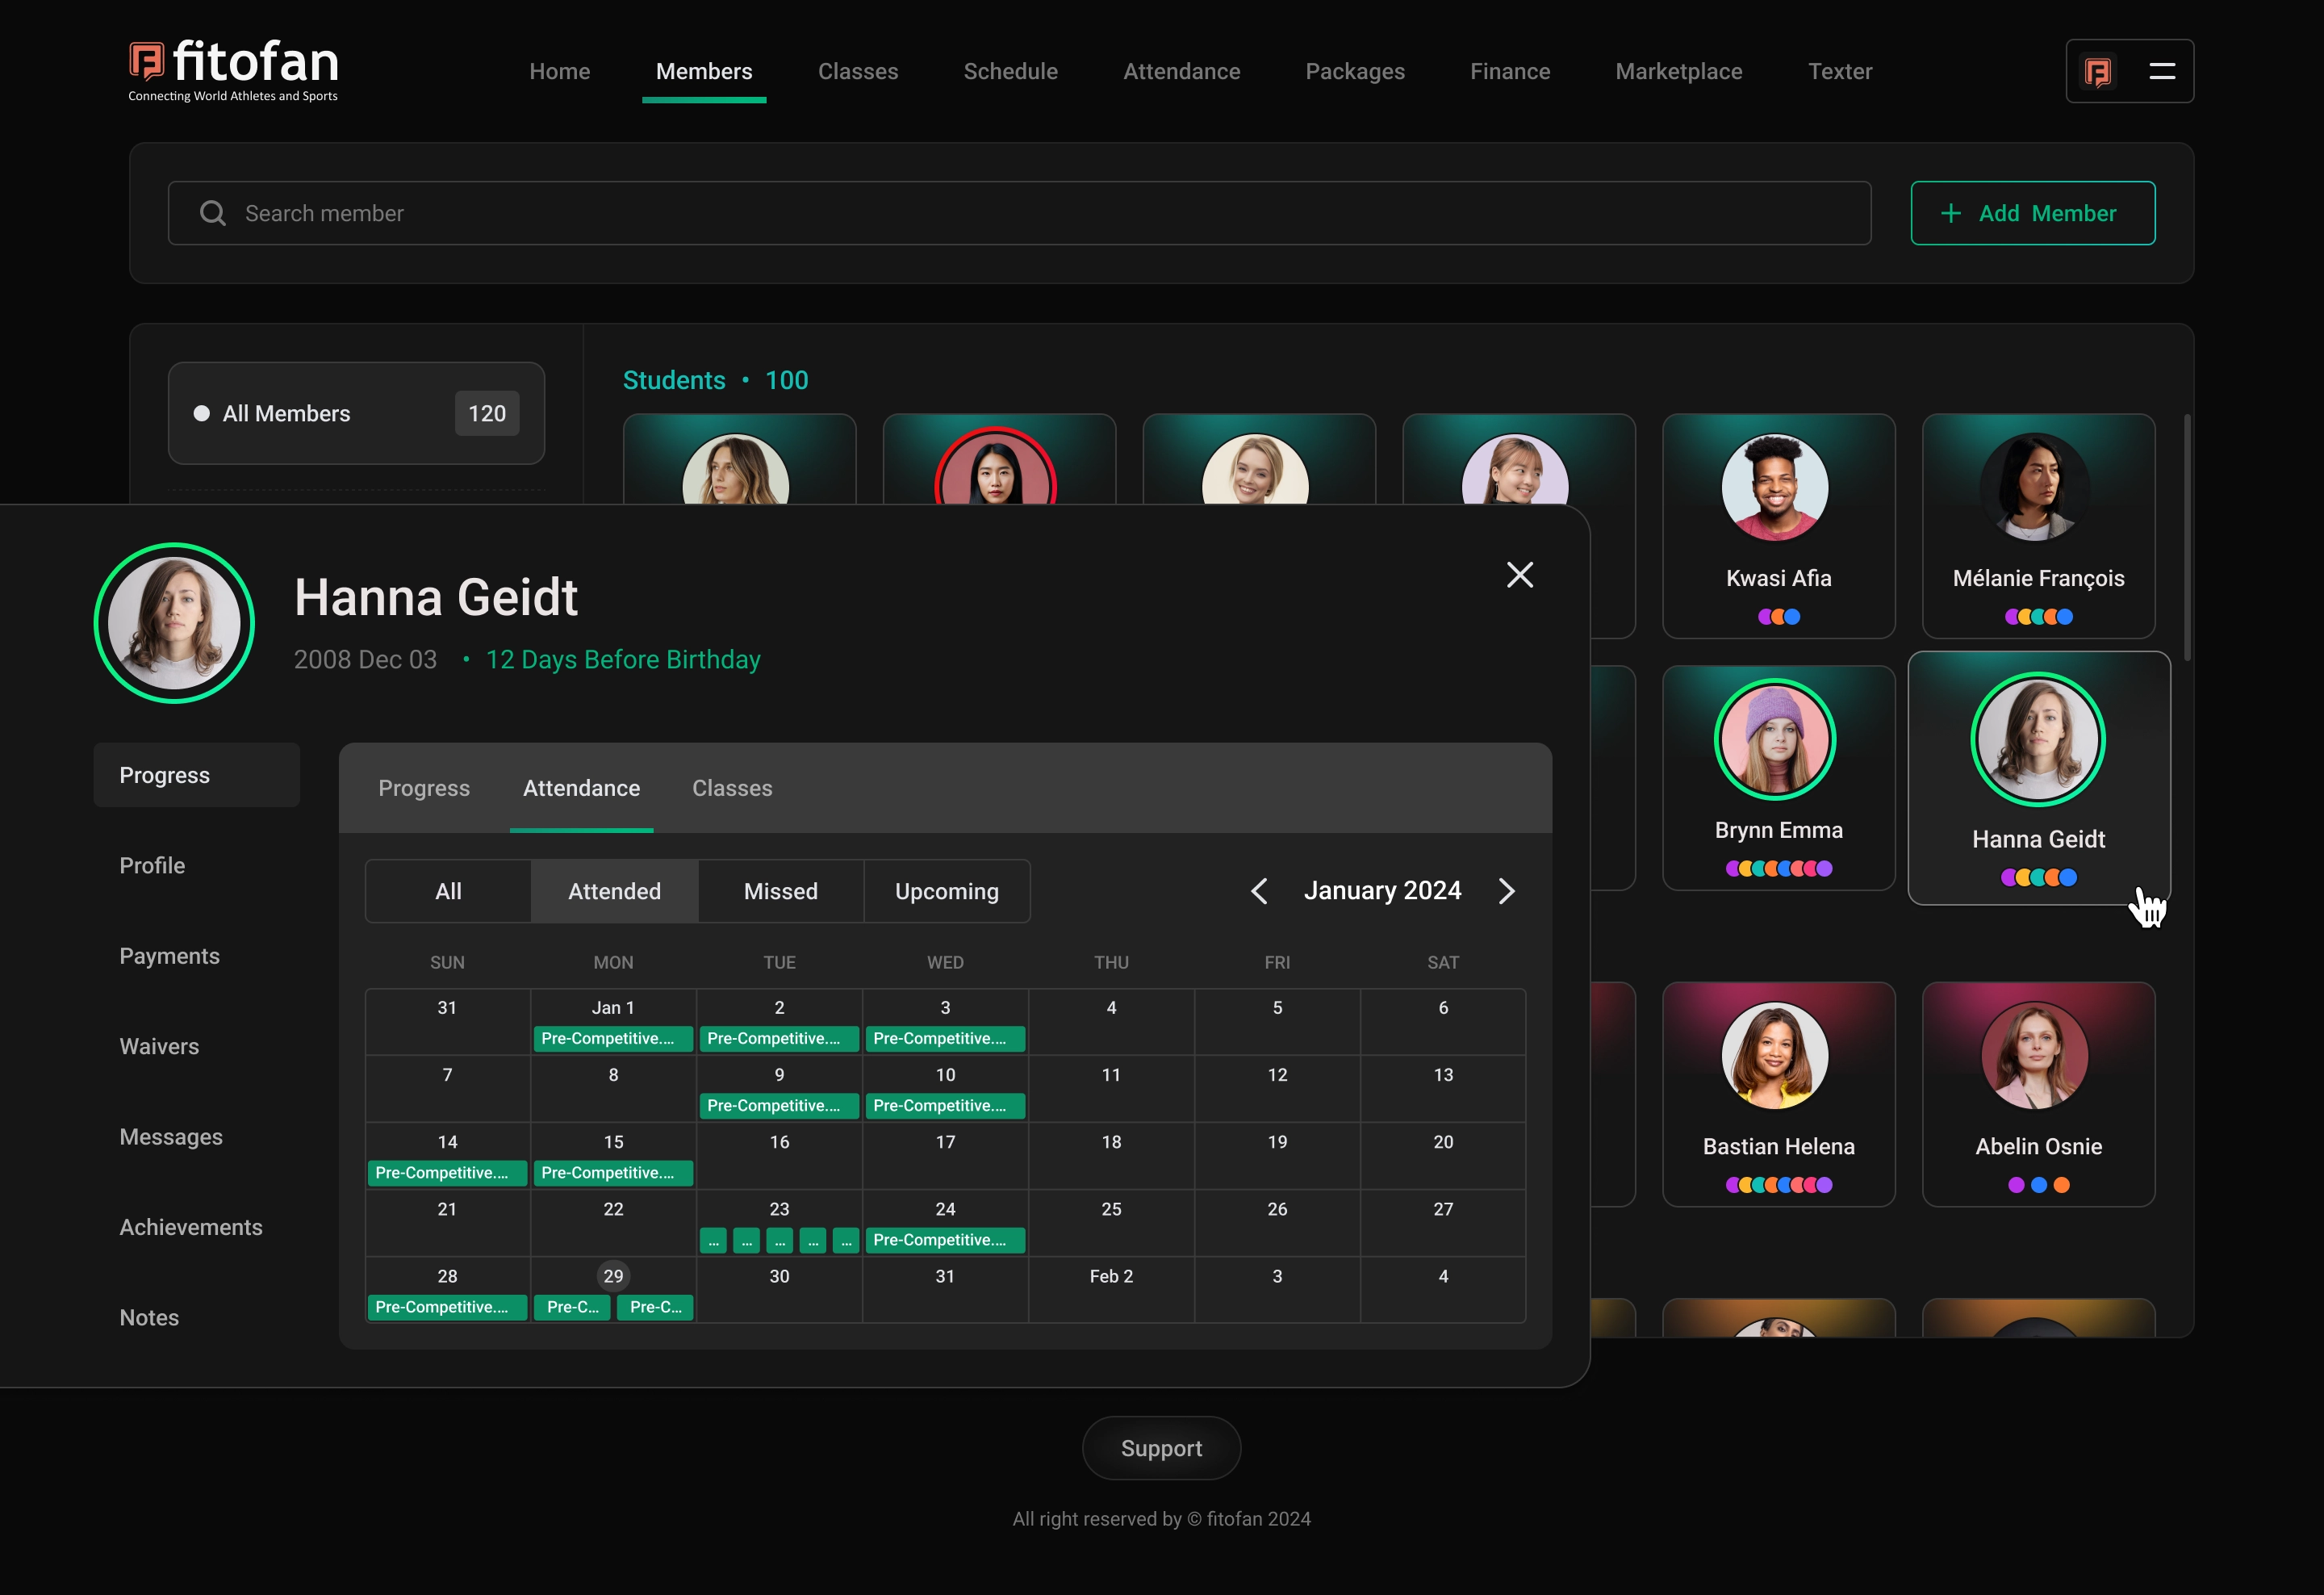 fitofan
Connecting World Athletes and Sports
Home Members Classes Schedule Attendance Packages Finance Marketplace Texter
Search member
+ Add Member
All Members 120
Students • 100
Kwasi Afia
Mélanie François
Brynn Emma
Hanna Geidt
Bastian Helena
Abelin Osnie
Hanna Geidt
2008 Dec 03 • 12 Days Before Birthday
Progress
Profile
Payments
Waivers
Messages
Achievements
Notes
Progress Attendance Classes
All Attended Missed Upcoming
January 2024
SUN MON TUE WED THU FRI SAT
31 Jan 1 2 3 4 5 6
Pre-Competitive.... Pre-Competitive.... Pre-Competitive....
7 8 9 10 11 12 13
Pre-Competitive.... Pre-Competitive....
14 15 16 17 18 19 20
Pre-Competitive.... Pre-Competitive....
21 22 23 24 25 26 27
... ... ... ... ... Pre-Competitive....
28 29 30 31 Feb 2 3 4
Pre-Competitive.... Pre-C... Pre-C...
Support
All right reserved by © fitofan 2024